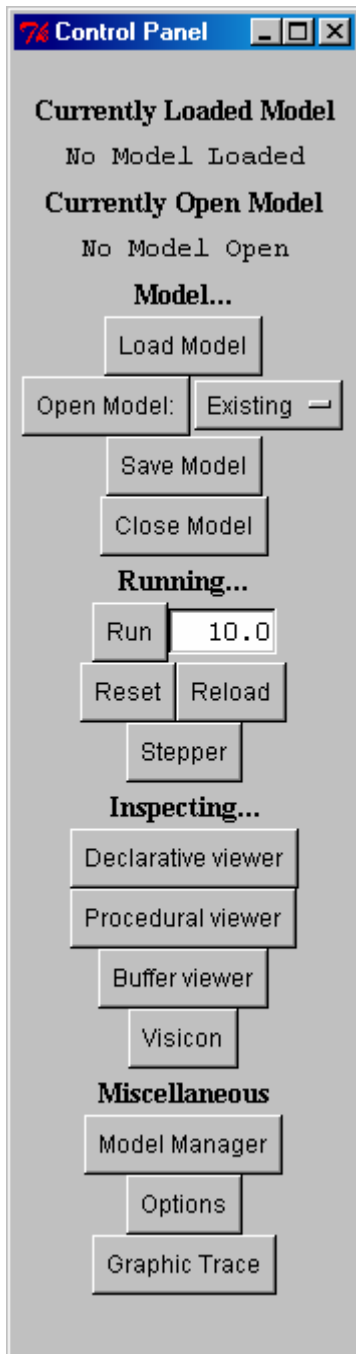 7% Control Panel
Currently Loaded Model
No Model Loaded
Currently Open Model
No Model Open
Model...
Load Model
Open Model: Existing
Save Model
Close Model
Running...
Run 10.0
Reset Reload
Stepper
Inspecting...
Declarative viewer
Procedural viewer
Buffer viewer
Visicon
Miscellaneous
Model Manager
Options
Graphic Trace